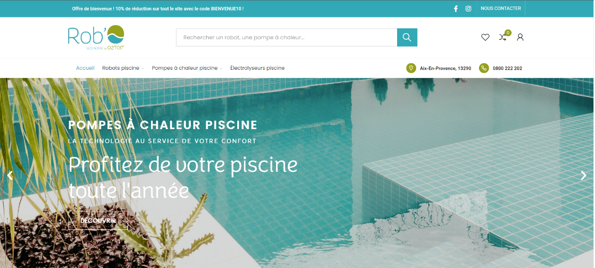 Offre de bienvenue ! 10% de réduction sur tout le site avec le code BIENVENUE10 !
NOUS CONTACTER
Rob'O
Rechercher un robot, une pompe à chaleur...
0
Accueil
Robots piscine
Pompes à chaleur piscine
Electrolyseurs piscine
Aix-En-Provence, 13290
0800 222 202
POMPES À CHALEUR PISCINE
LA TECHNOLOGIE AU SERVICE DE VOTRE CONFORT
Profitez de votre piscine
toute l'année
DÉCOUVRIR